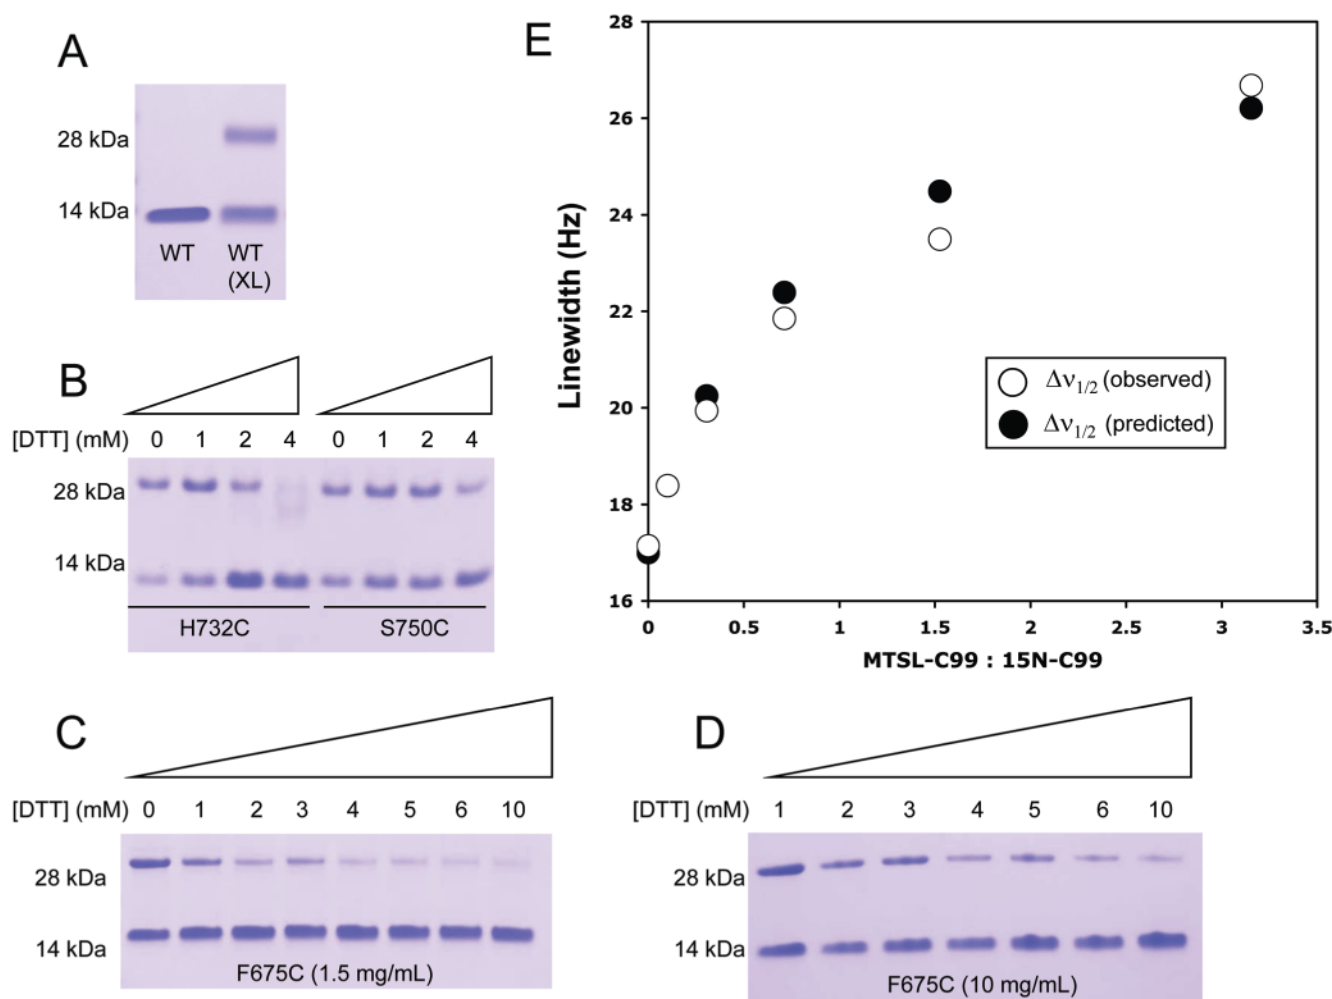 A
28 kDa
14 kDa
WT WT
(XL)
B
[DTT] (mM) 0 1 2 4 0 1 2 4
28 kDa
14 kDa
H732C S750C
E
28
26
24
22
20
18
16
0 0.5 1 1.5 2 2.5 3 3.5
Linewidth (Hz)
MTSL-C99 : 15N-C99
Δν1/2 (observed)
Δν1/2 (predicted)
C
[DTT] (mM) 0 1 2 3 4 5 6 10
28 kDa
14 kDa
F675C (1.5 mg/mL)
D
[DTT] (mM) 1 2 3 4 5 6 10
28 kDa
14 kDa
F675C (10 mg/mL)